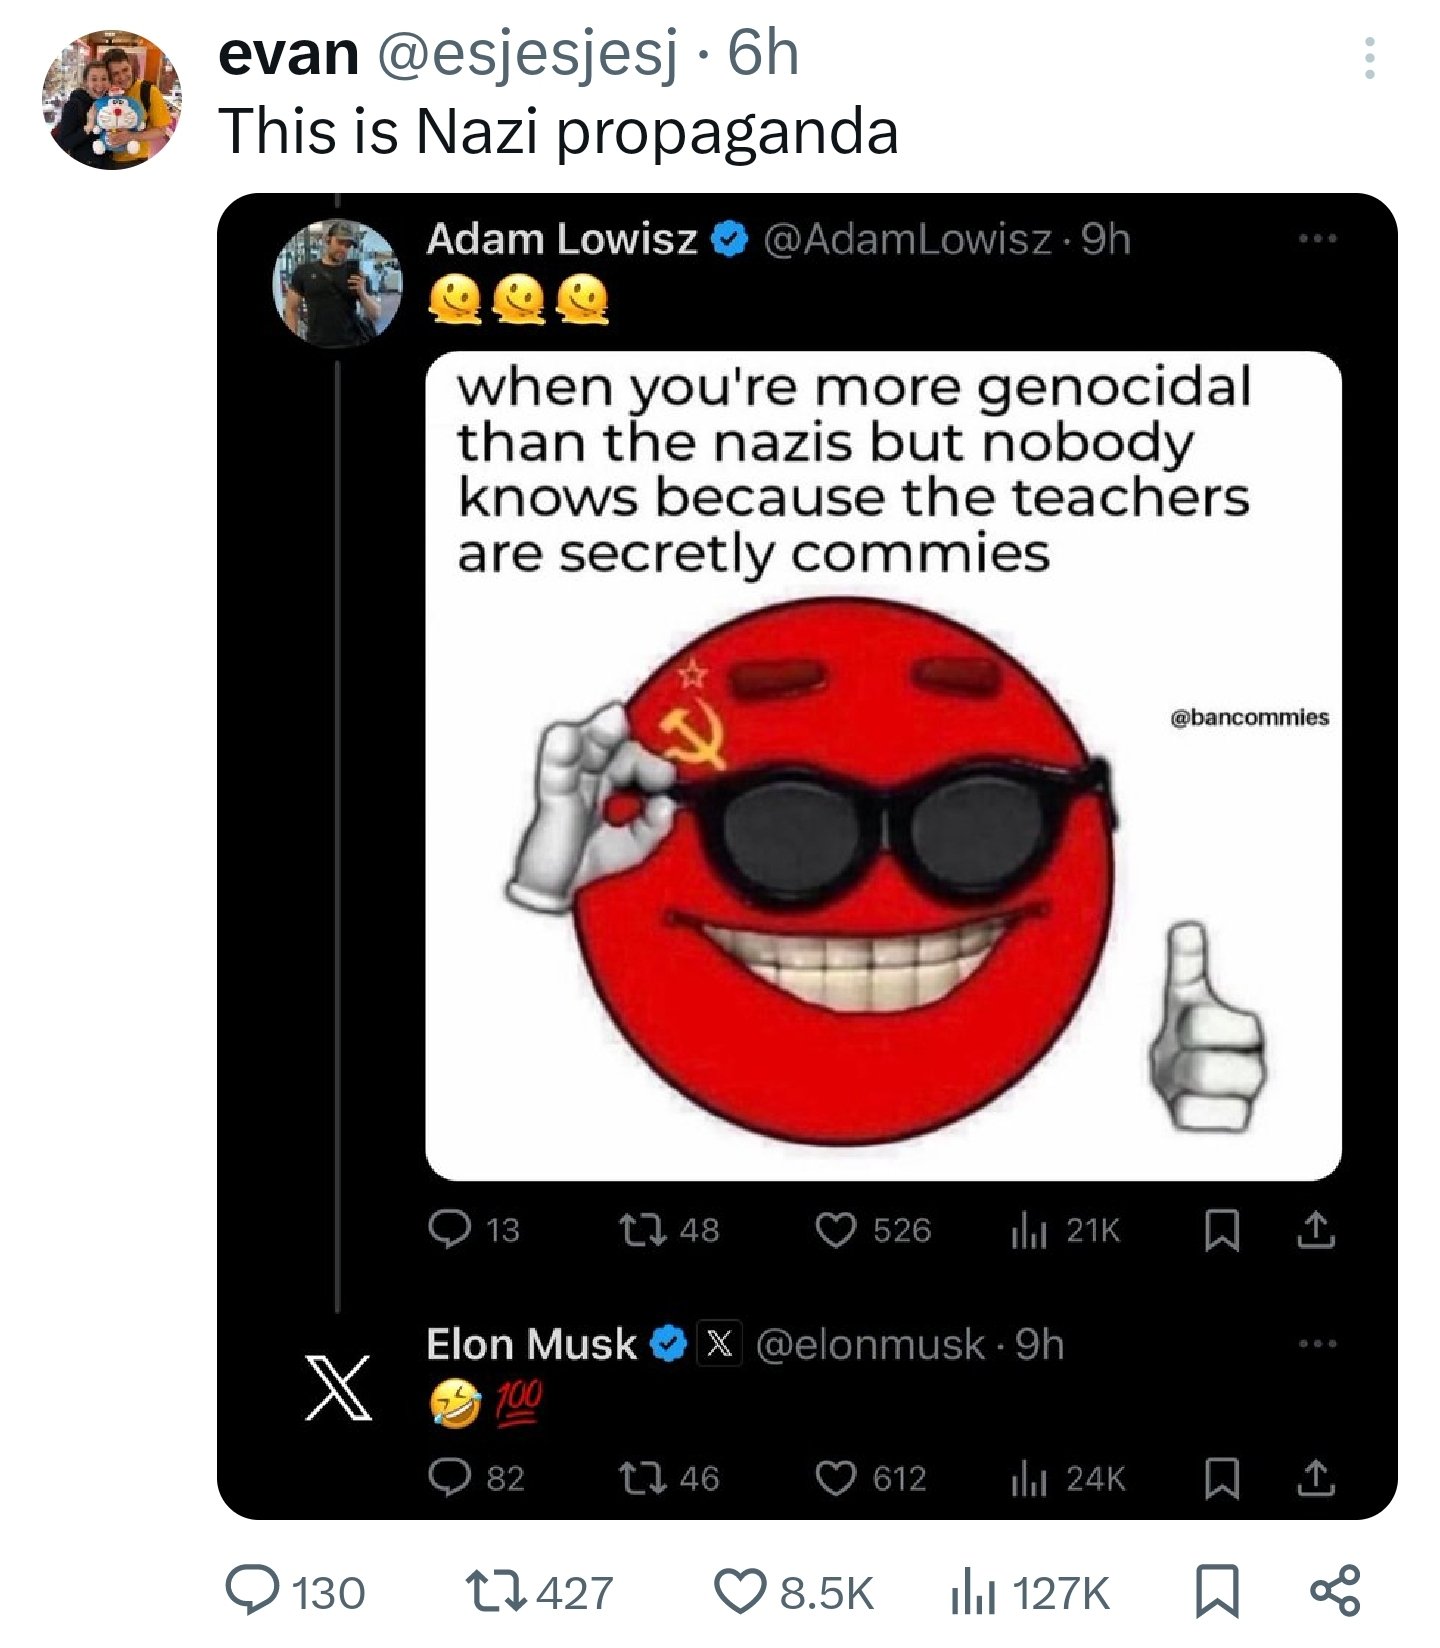 evan @esjesjesj · 6h
This is Nazi propaganda
Adam Lowisz @AdamLowisz · 9h
🫠🫠🫠
when you're more genocidal
than the nazis but nobody
knows because the teachers
are secretly commies
@bancommies
13 48 526 21K
Elon Musk X @elonmusk · 9h
🤣 💯
82 46 612 24K
130 427 8.5K 127K